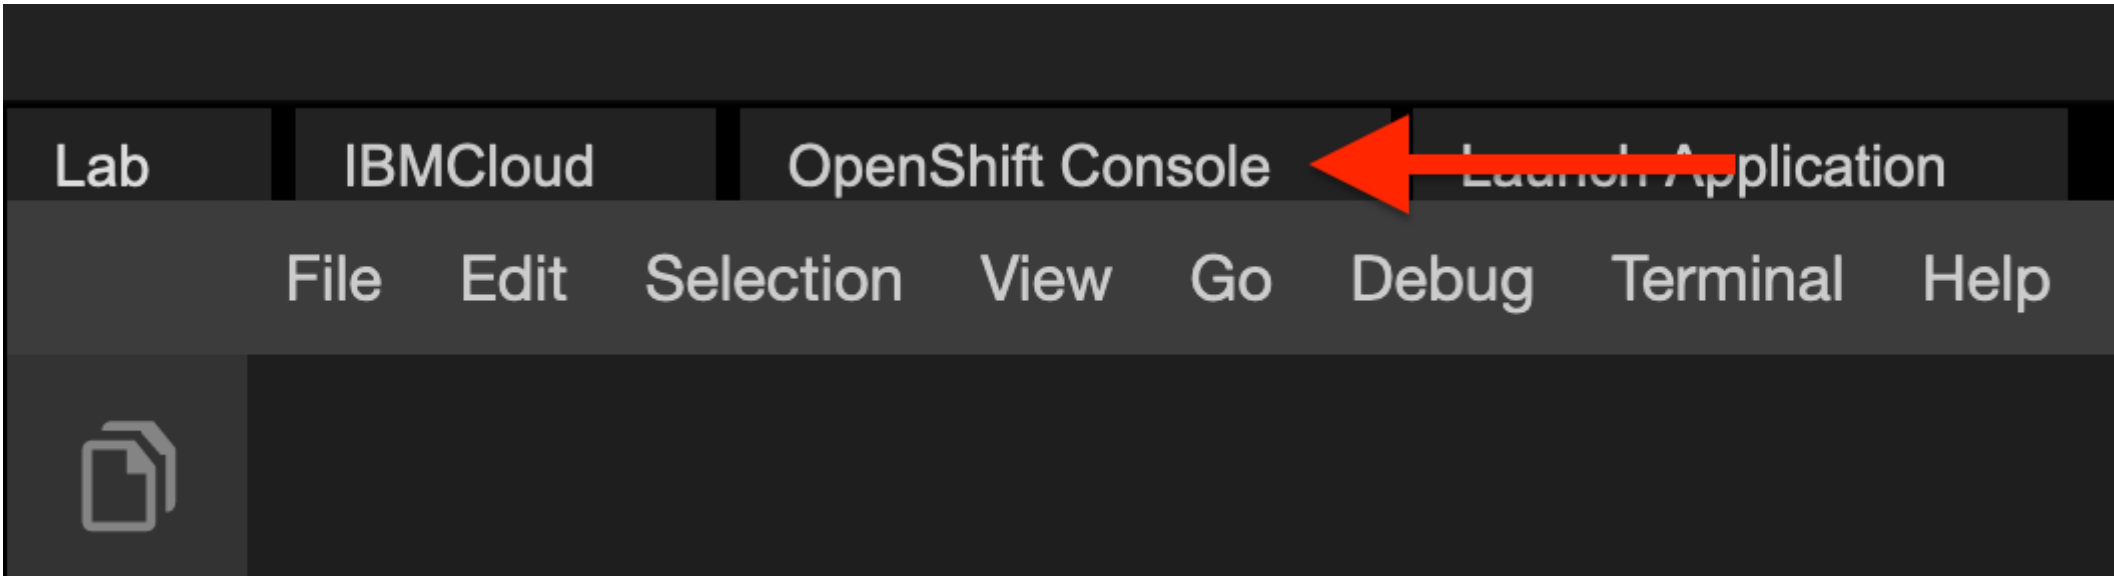 Lab IBMCloud OpenShift Console Launch Application
File Edit Selection View Go Debug Terminal Help